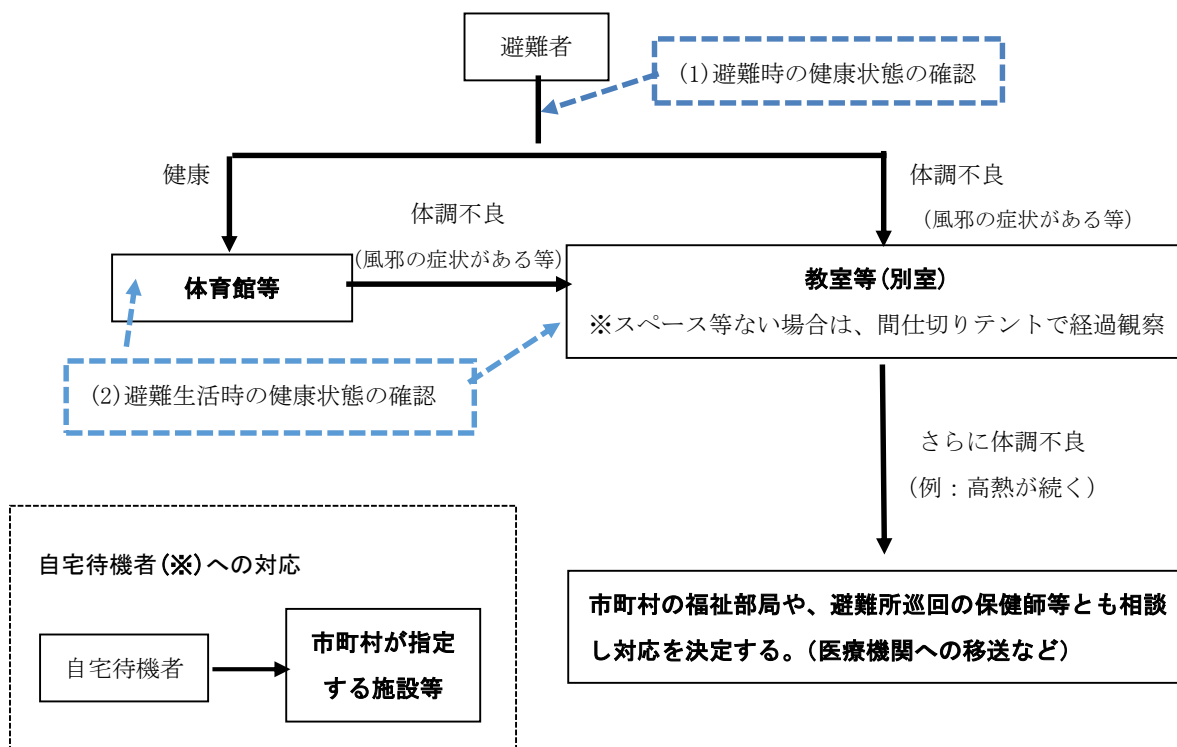 避難者
(1)避難時の健康状態の確認
健康
体調不良
(風邪の症状がある等)
体調不良
(風邪の症状がある等)
体育館等
教室等(別室)
※スペース等ない場合は、間仕切りテントで経過観察
(2)避難生活時の健康状態の確認
さらに体調不良
(例：高熱が続く)
自宅待機者(※)への対応
自宅待機者
市町村が指定
する施設等
市町村の福祉部局や、避難所巡回の保健師等とも相談
し対応を決定する。(医療機関への移送など)